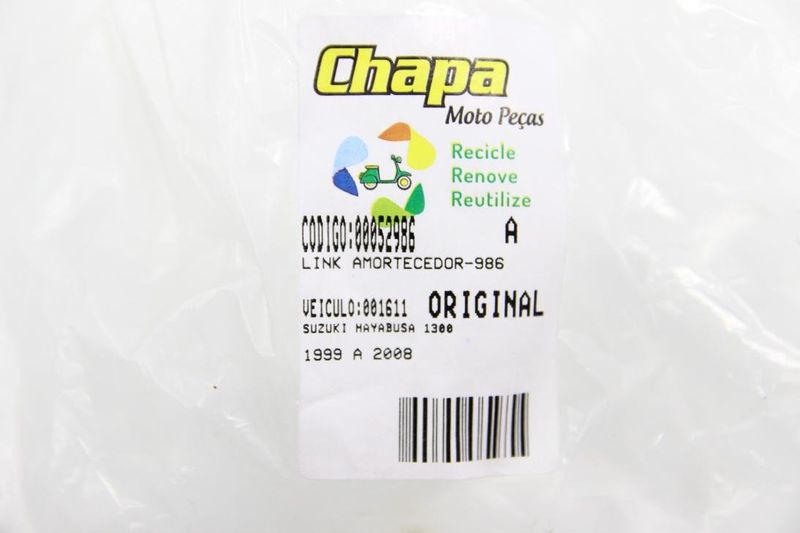 Chapa
Moto Peças
Recicle
Renove
Reutilize
CODIGO:00052986 A
LINK AMORTECEDOR-986
VEICULO:001611 ORIGINAL
SUZUKI HAYABUSA 1300
1999 A 2008